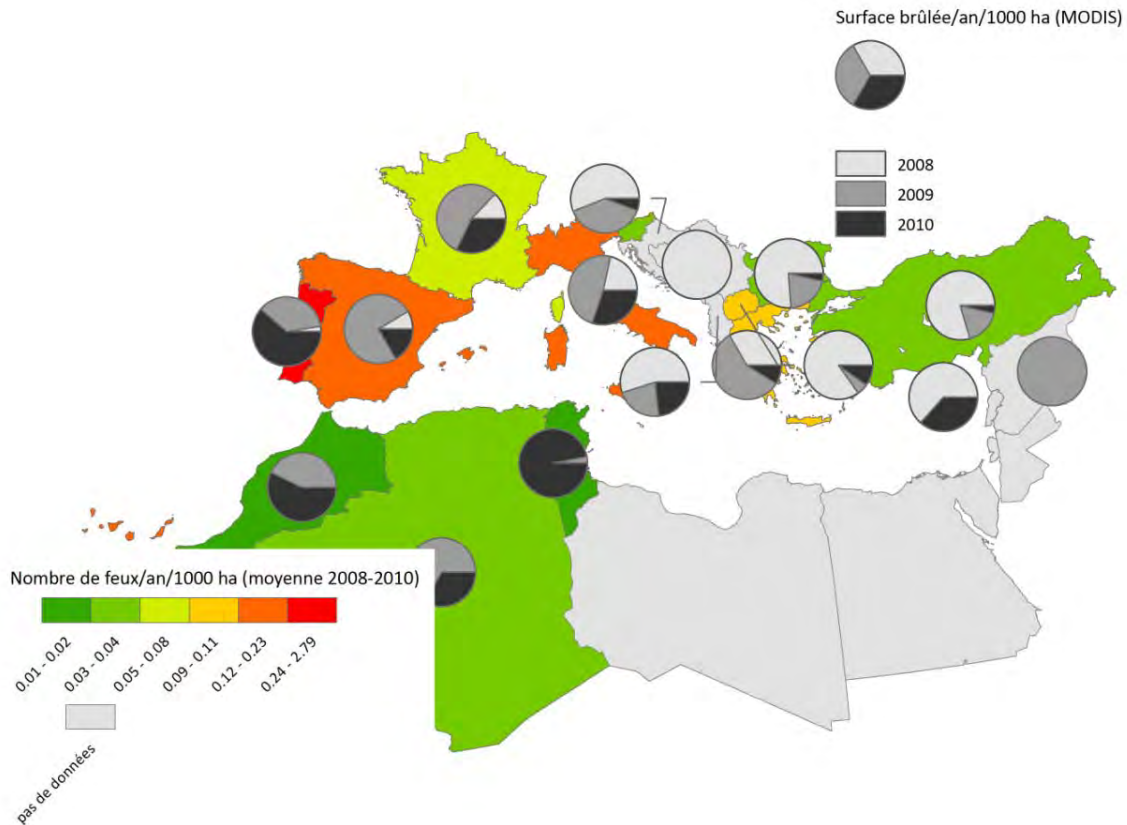 Surface brûlée/an/1000 ha (MODIS)
2008
2009
2010
Nombre de feux/an/1000 ha (moyenne 2008-2010)
0.01 - 0.02
0.03 - 0.04
0.05 - 0.08
0.09 - 0.11
0.12 - 0.23
0.24 - 2.79
pas de données